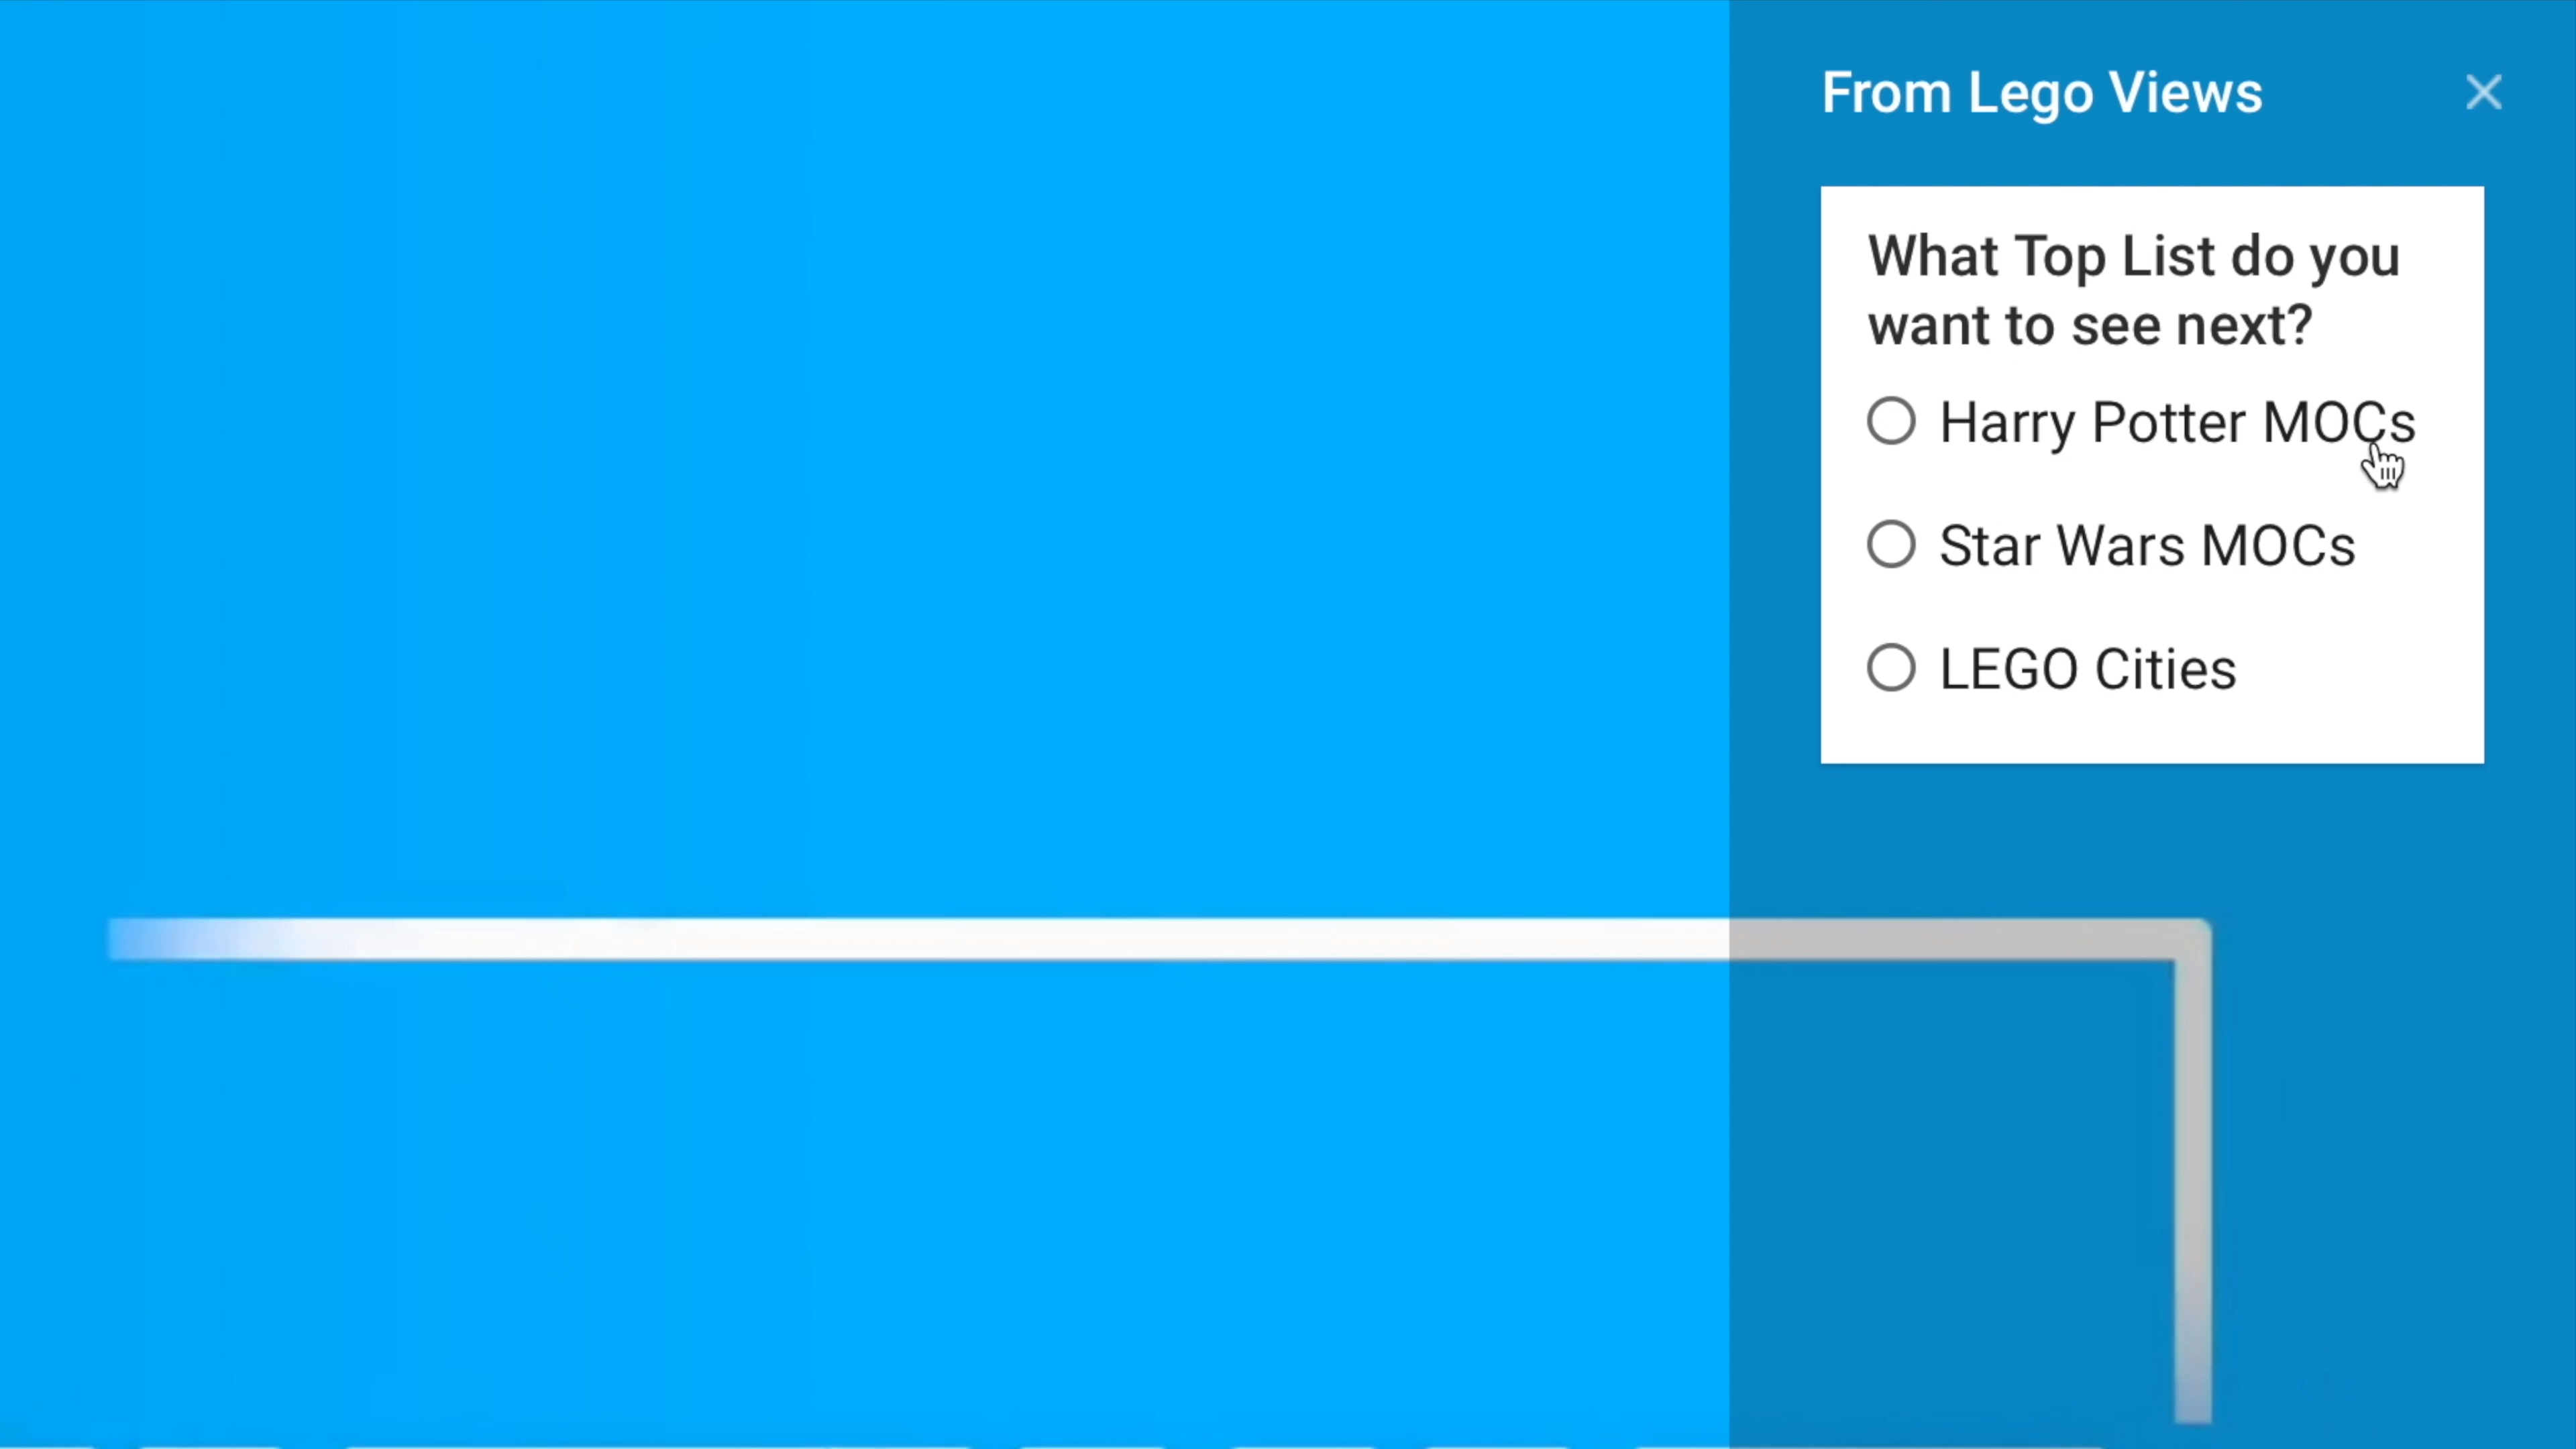 From Lego Views
What Top List do you
want to see next?
Harry Potter MOCs
Star Wars MOCs
LEGO Cities